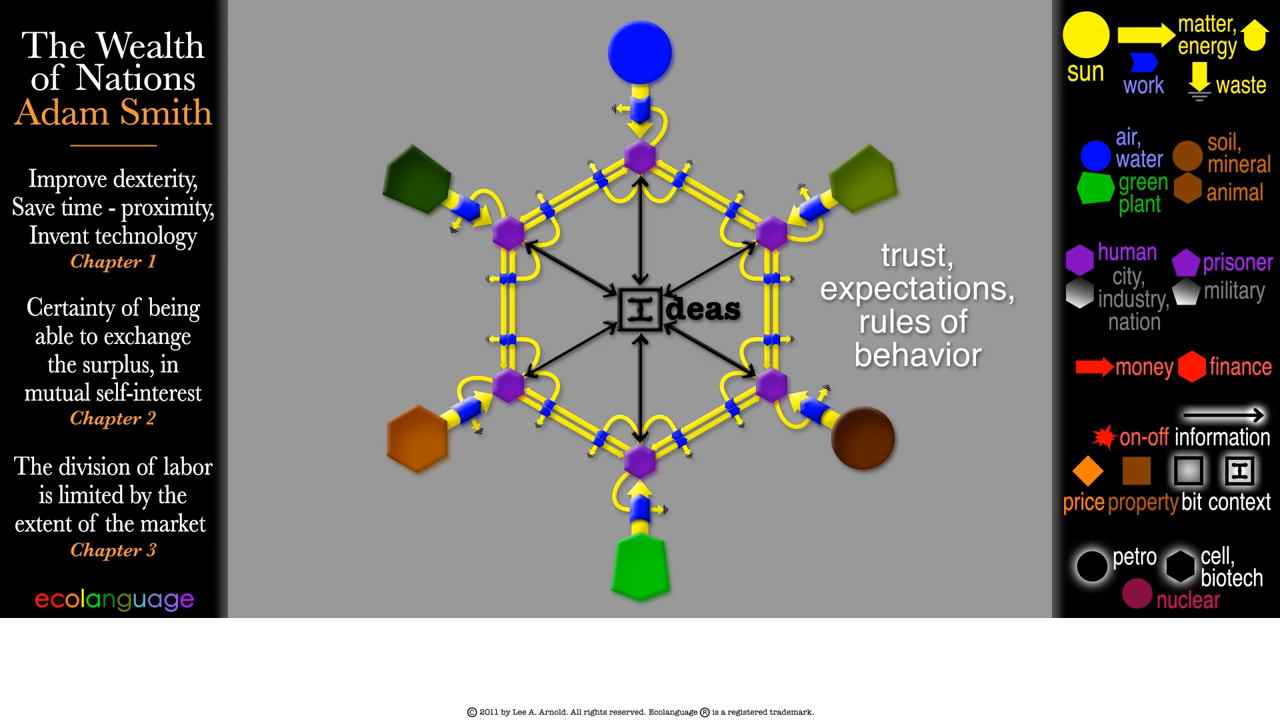 The Wealth
of Nations
Adam Smith
Improve dexterity,
Save time - proximity,
Invent technology
Chapter 1
Certainty of being
able to exchange
the surplus, in
mutual self-interest
Chapter 2
The division of labor
is limited by the
extent of the market
Chapter 3
ecolanguage
I deas
trust,
expectations,
rules of
behavior
sun
matter,
energy
work
waste
air,
water
soil,
mineral
green
plant
animal
human
prisoner
city,
industry,
nation
military
money
finance
on-off
information
price
property
bit
I
context
petro
cell,
biotech
nuclear
© 2011 by Lee A. Arnold. All rights reserved. Ecolanguage ® is a registered trademark.